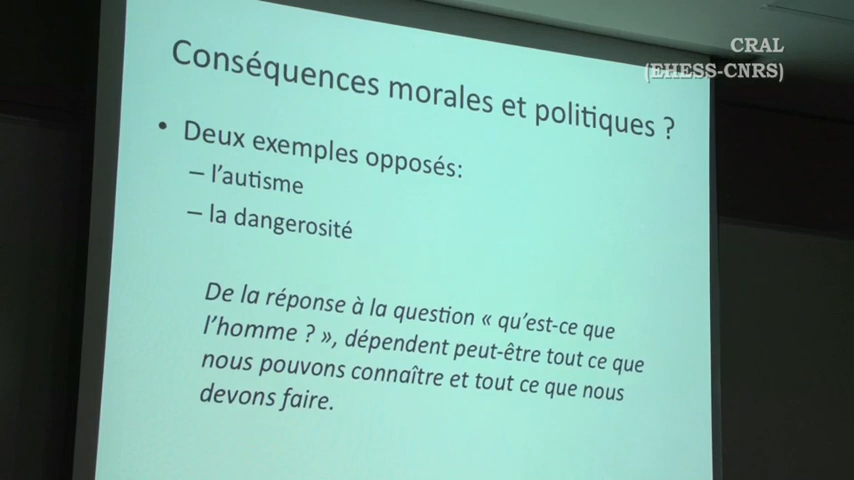 CRAL
(EHESS-CNRS)
Conséquences morales et politiques ?
• Deux exemples opposés:
– l'autisme
– la dangerosité
De la réponse à la question « qu'est-ce que
l'homme ? », dépendent peut-être tout ce que
nous pouvons connaître et tout ce que nous
devons faire.